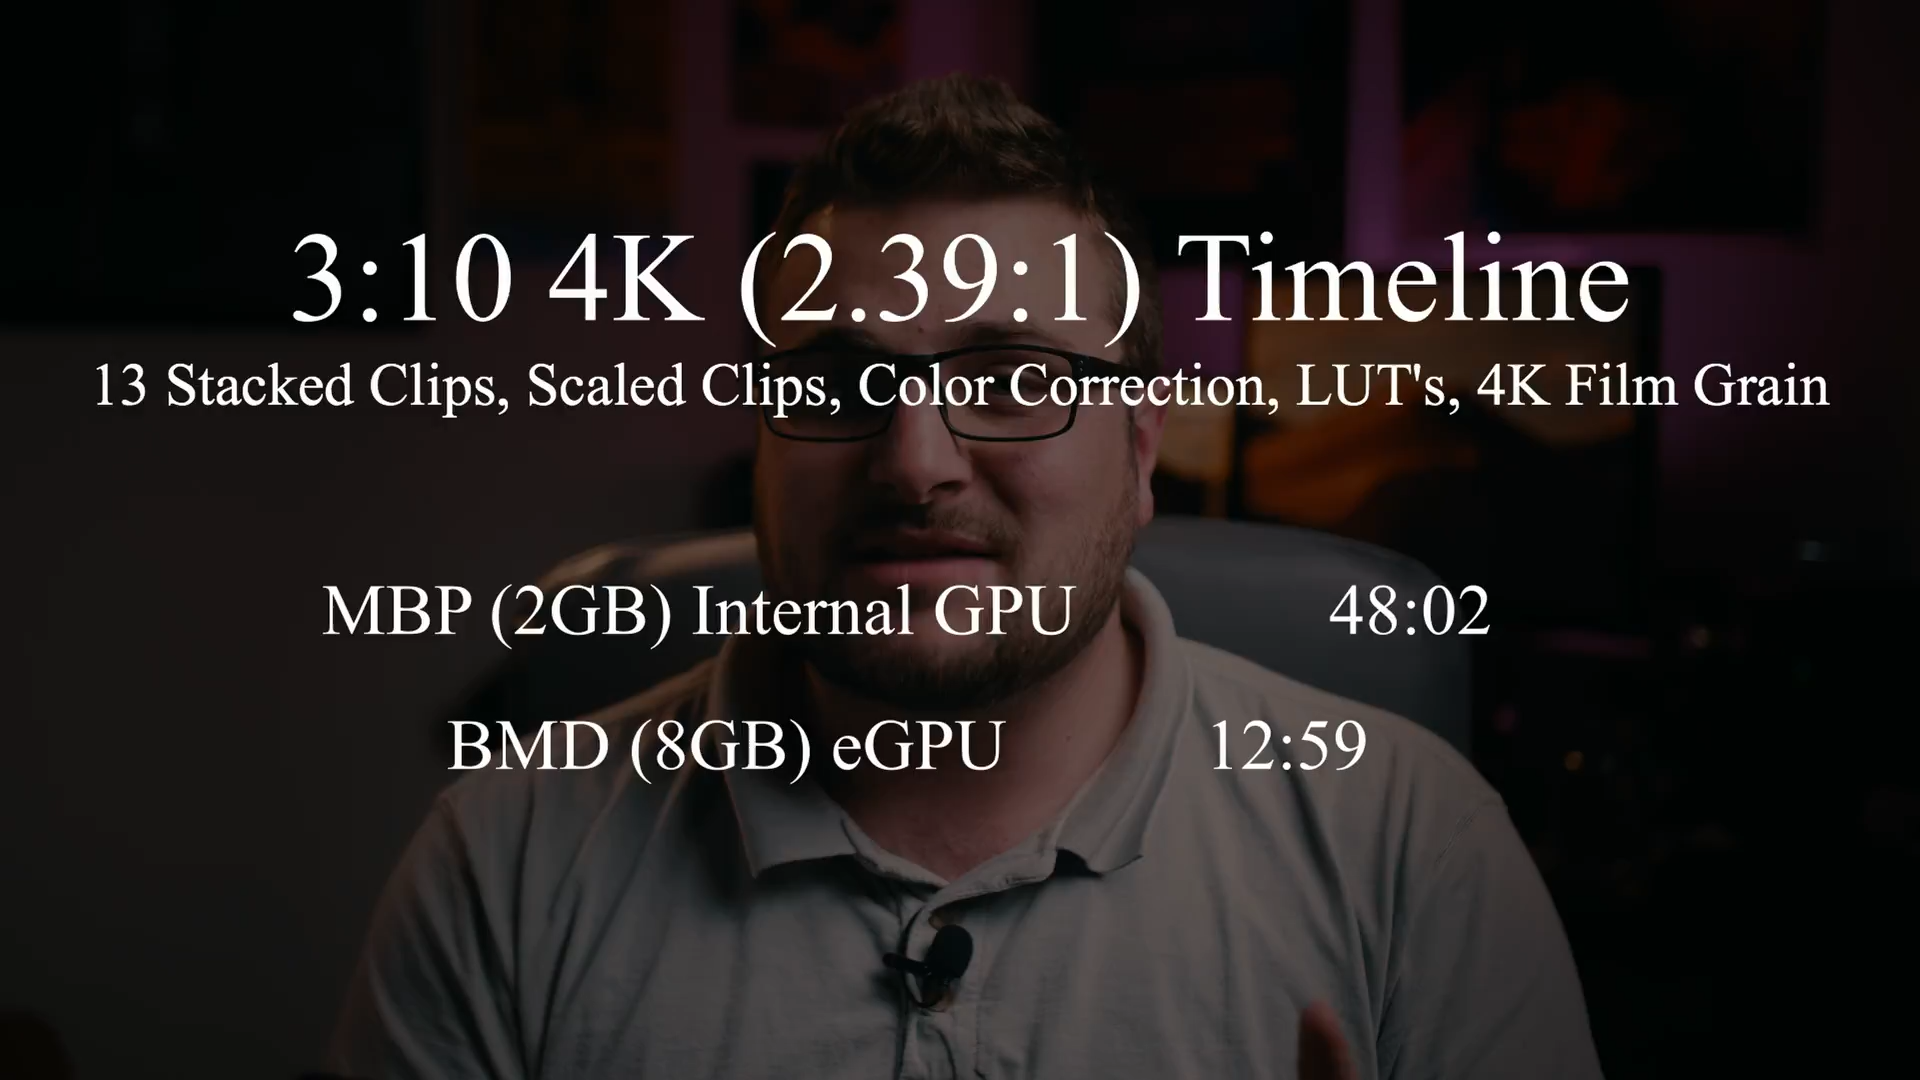 3:10 4K (2.39:1) Timeline
13 Stacked Clips, Scaled Clips, Color Correction, LUT's, 4K Film Grain
MBP (2GB) Internal GPU 48:02
BMD (8GB) eGPU 12:59